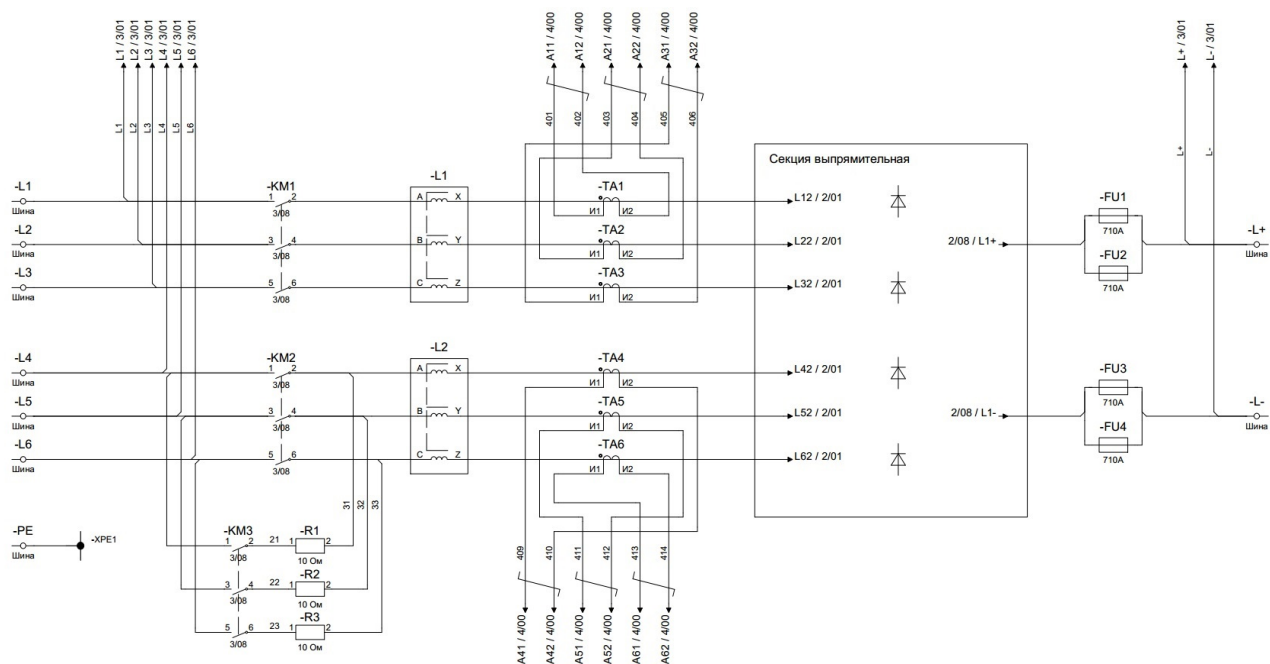 L1 / 3/01
L2 / 3/01
L3 / 3/01
L4 / 3/01
L5 / 3/01
L6 / 3/01
A11 / 4/00
A12 / 4/00
A21 / 4/00
A22 / 4/00
A31 / 4/00
A32 / 4/00
L+ / 3/01
L- / 3/01
L1
L2
L3
L4
L5
L6
401
402
403
404
405
406
L+
L-
Секция выпрямительная
-L1
Шина
-KM1
1 2
3/08
-L1
A X
-TA1
И1 И2
L12 / 2/01
-FU1
710A
-L2
Шина
3 4
3/08
B Y
-TA2
И1 И2
L22 / 2/01
2/08 / L1+
-L+
Шина
-FU2
710A
-L3
Шина
5 6
3/08
C Z
-TA3
И1 И2
L32 / 2/01
-L4
Шина
-KM2
1 2
3/08
-L2
A X
-TA4
И1 И2
L42 / 2/01
-FU3
710A
-L5
Шина
3 4
3/08
B Y
-TA5
И1 И2
L52 / 2/01
2/08 / L1-
-L-
Шина
-FU4
710A
-L6
Шина
5 6
3/08
C Z
-TA6
И1 И2
L62 / 2/01
31
32
33
-PE
Шина
-XPE1
-KM3
1 2
3/08
21
-R1
1 2
10 Ом
3 4
3/08
22
-R2
1 2
10 Ом
5 6
3/08
23
-R3
1 2
10 Ом
409
410
411
412
413
414
A41 / 4/00
A42 / 4/00
A51 / 4/00
A52 / 4/00
A61 / 4/00
A62 / 4/00